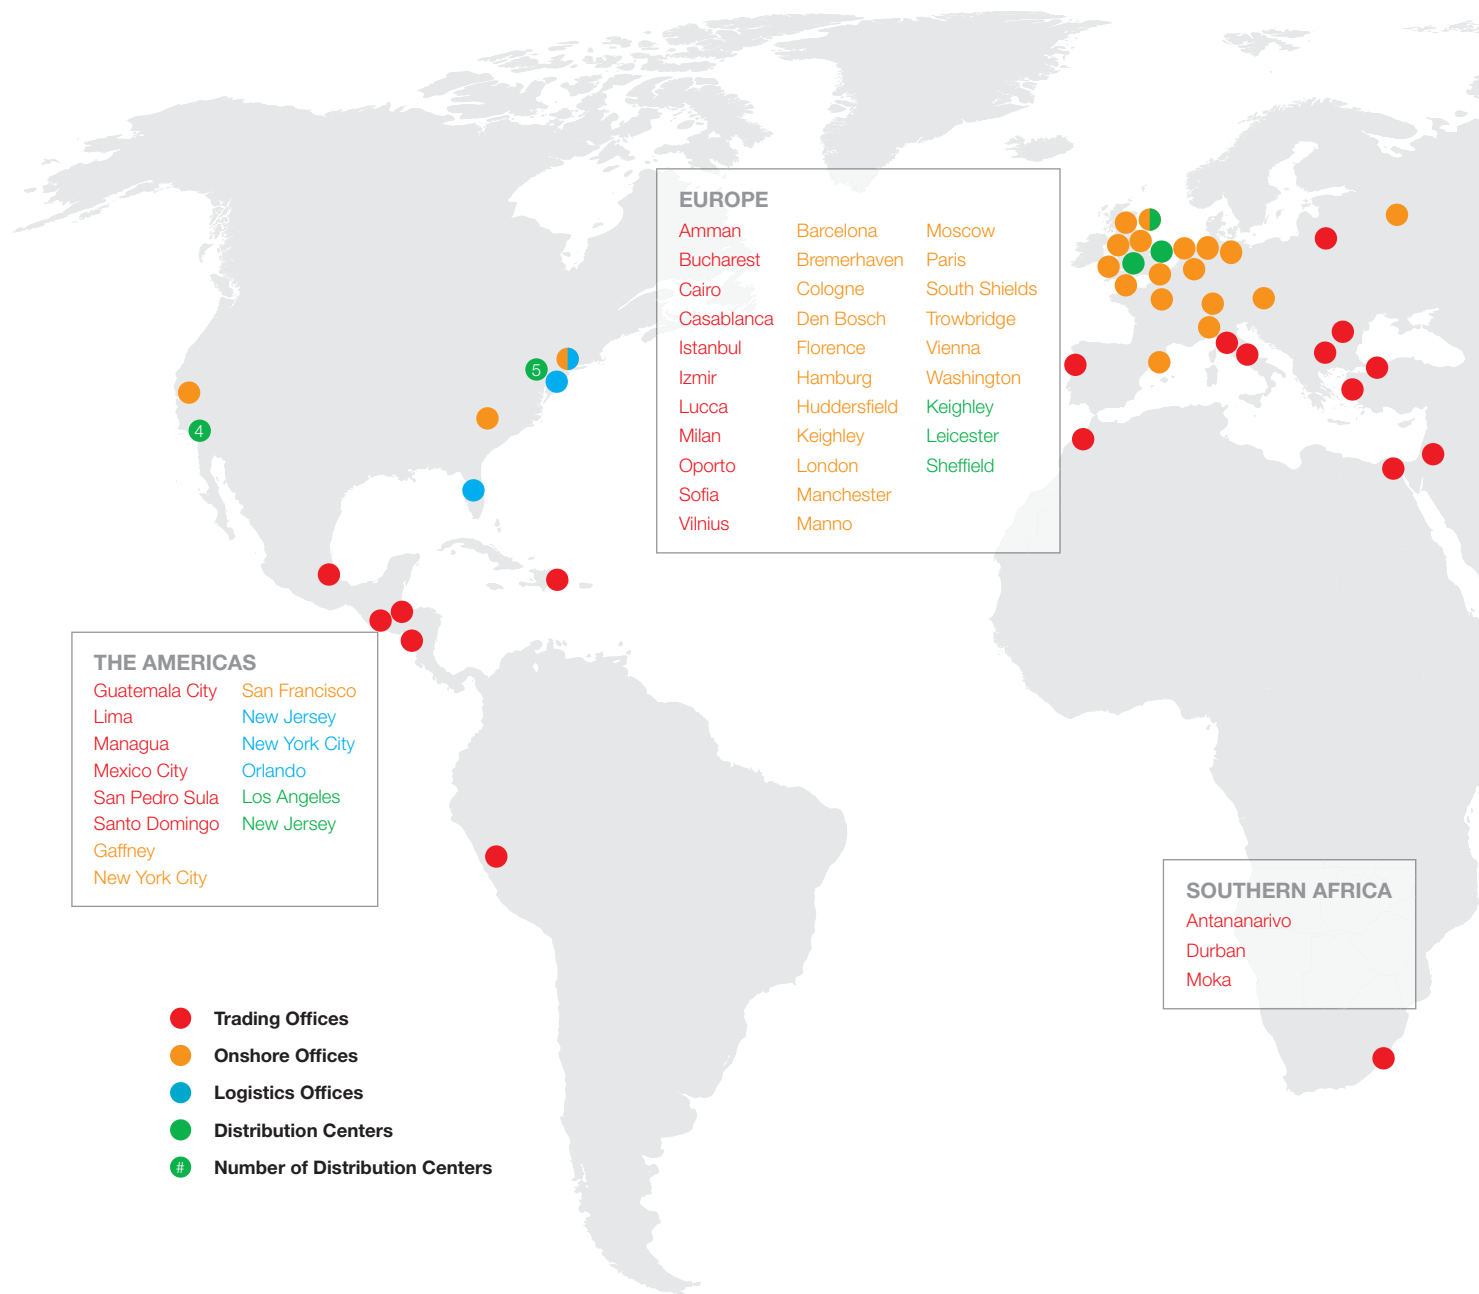 EUROPE
Amman
Bucharest
Cairo
Casablanca
Istanbul
Izmir
Lucca
Milan
Oporto
Sofia
Vilnius
Barcelona
Bremerhaven
Cologne
Den Bosch
Florence
Hamburg
Huddersfield
Keighley
London
Manchester
Manno
Moscow
Paris
South Shields
Trowbridge
Vienna
Washington
Keighley
Leicester
Sheffield
5
4
THE AMERICAS
Guatemala City
Lima
Managua
Mexico City
San Pedro Sula
Santo Domingo
Gaffney
New York City
San Francisco
New Jersey
New York City
Orlando
Los Angeles
New Jersey
SOUTHERN AFRICA
Antananarivo
Durban
Moka
Trading Offices
Onshore Offices
Logistics Offices
Distribution Centers
# Number of Distribution Centers